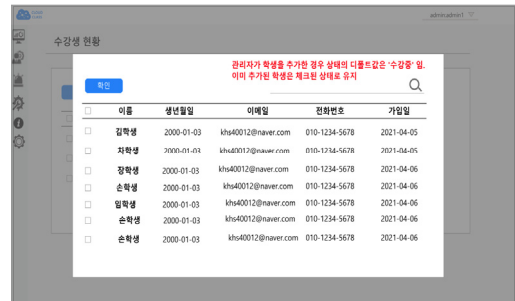 adminadmin1
수강생 현황
관리자가 학생을 추가한 경우 상태의 디폴트값은 '수강중' 임.
이미 추가된 학생은 체크된 상태로 유지
확인
이름 생년월일 이메일 전화번호 가입일
김학생 2000-01-03 khs40012@naver.com 010-1234-5678 2021-04-05
차학생 2000-01-03 khs40012@naver.com 010-1234-5678 2021-04-05
장학생 2000-01-03 khs40012@naver.com 010-1234-5678 2021-04-06
손학생 2000-01-03 khs40012@naver.com 010-1234-5678 2021-04-06
임학생 2000-01-03 khs40012@naver.com 010-1234-5678 2021-04-06
손학생 2000-01-03 khs40012@naver.com 010-1234-5678 2021-04-06
손학생 2000-01-03 khs40012@naver.com 010-1234-5678 2021-04-06